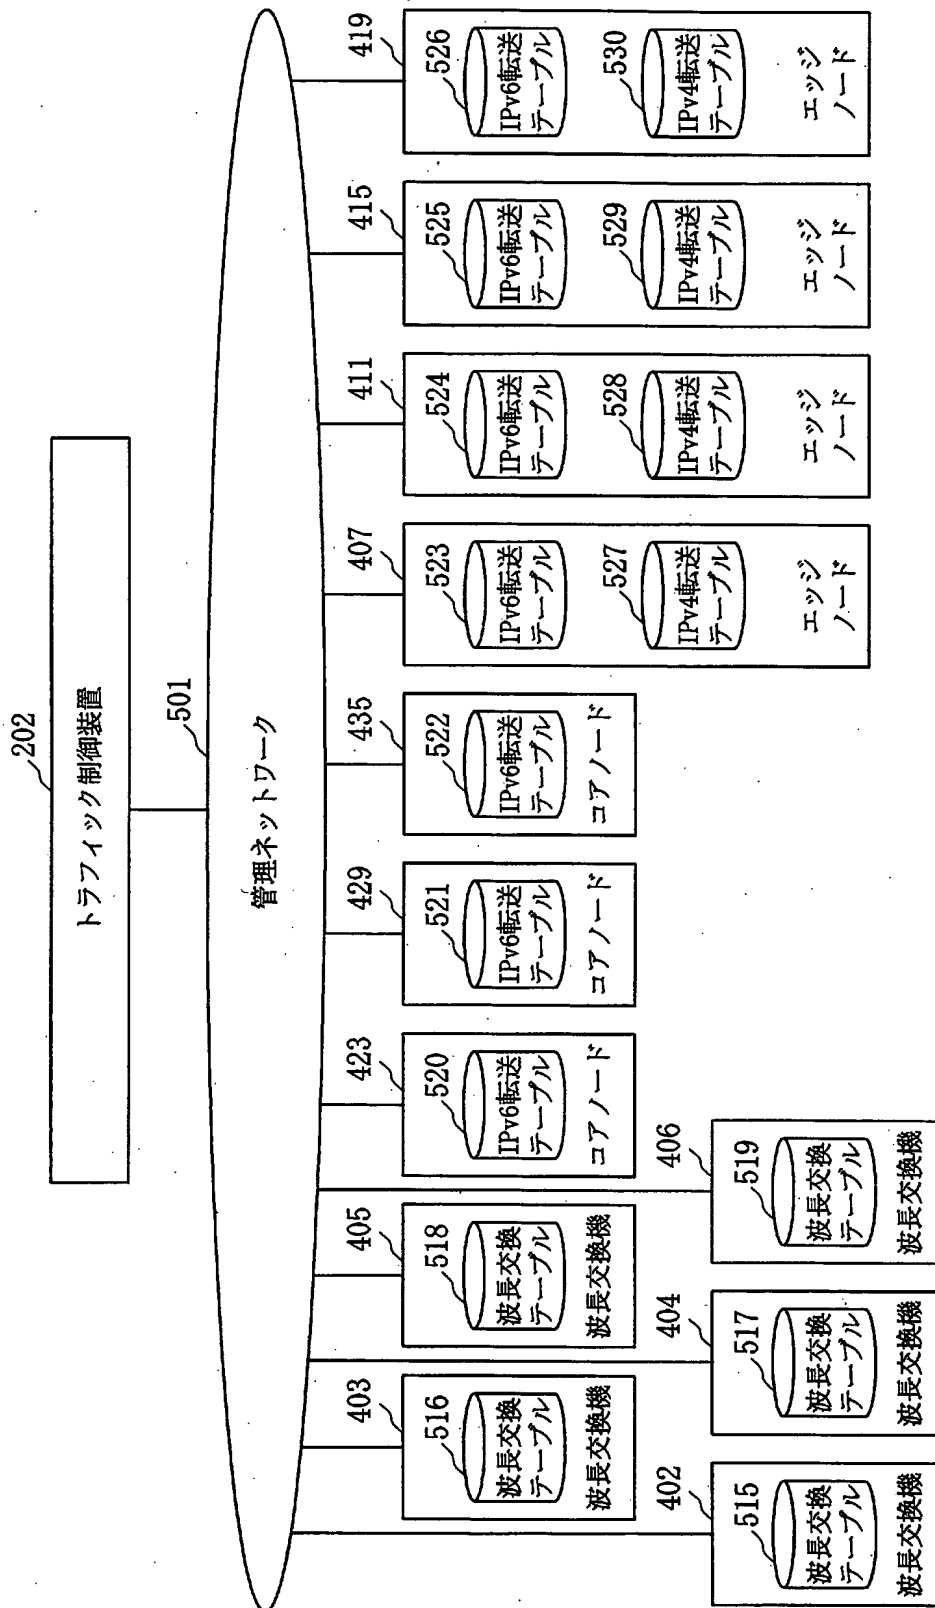 202
トラフィック制御装置
501
管理ネットワーク
402
515
波長交換
テーブル
波長交換機
403
516
波長交換
テーブル
波長交換機
404
517
波長交換
テーブル
波長交換機
405
518
波長交換
テーブル
波長交換機
406
519
波長交換
テーブル
波長交換機
423
520
IPv6転送
テーブル
コアノード
429
521
IPv6転送
テーブル
コアノード
435
522
IPv6転送
テーブル
コアノード
407
523
IPv6転送
テーブル
527
IPv4転送
テーブル
エッジ
ノード
411
524
IPv6転送
テーブル
528
IPv4転送
テーブル
エッジ
ノード
415
525
IPv6転送
テーブル
529
IPv4転送
テーブル
エッジ
ノード
419
526
IPv6転送
テーブル
530
IPv4転送
テーブル
エッジ
ノード